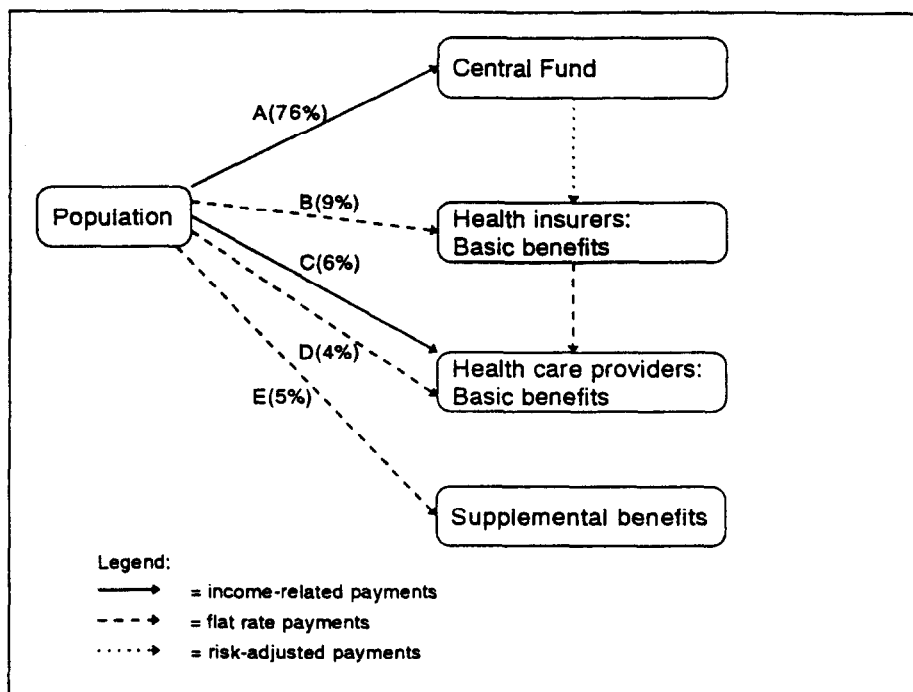 Central Fund
A(76%)
Population
B(9%)
Health insurers:
Basic benefits
C(6%)
D(4%)
Health care providers:
Basic benefits
E(5%)
Supplemental benefits
Legend:
= income-related payments
= flat rate payments
= risk-adjusted payments